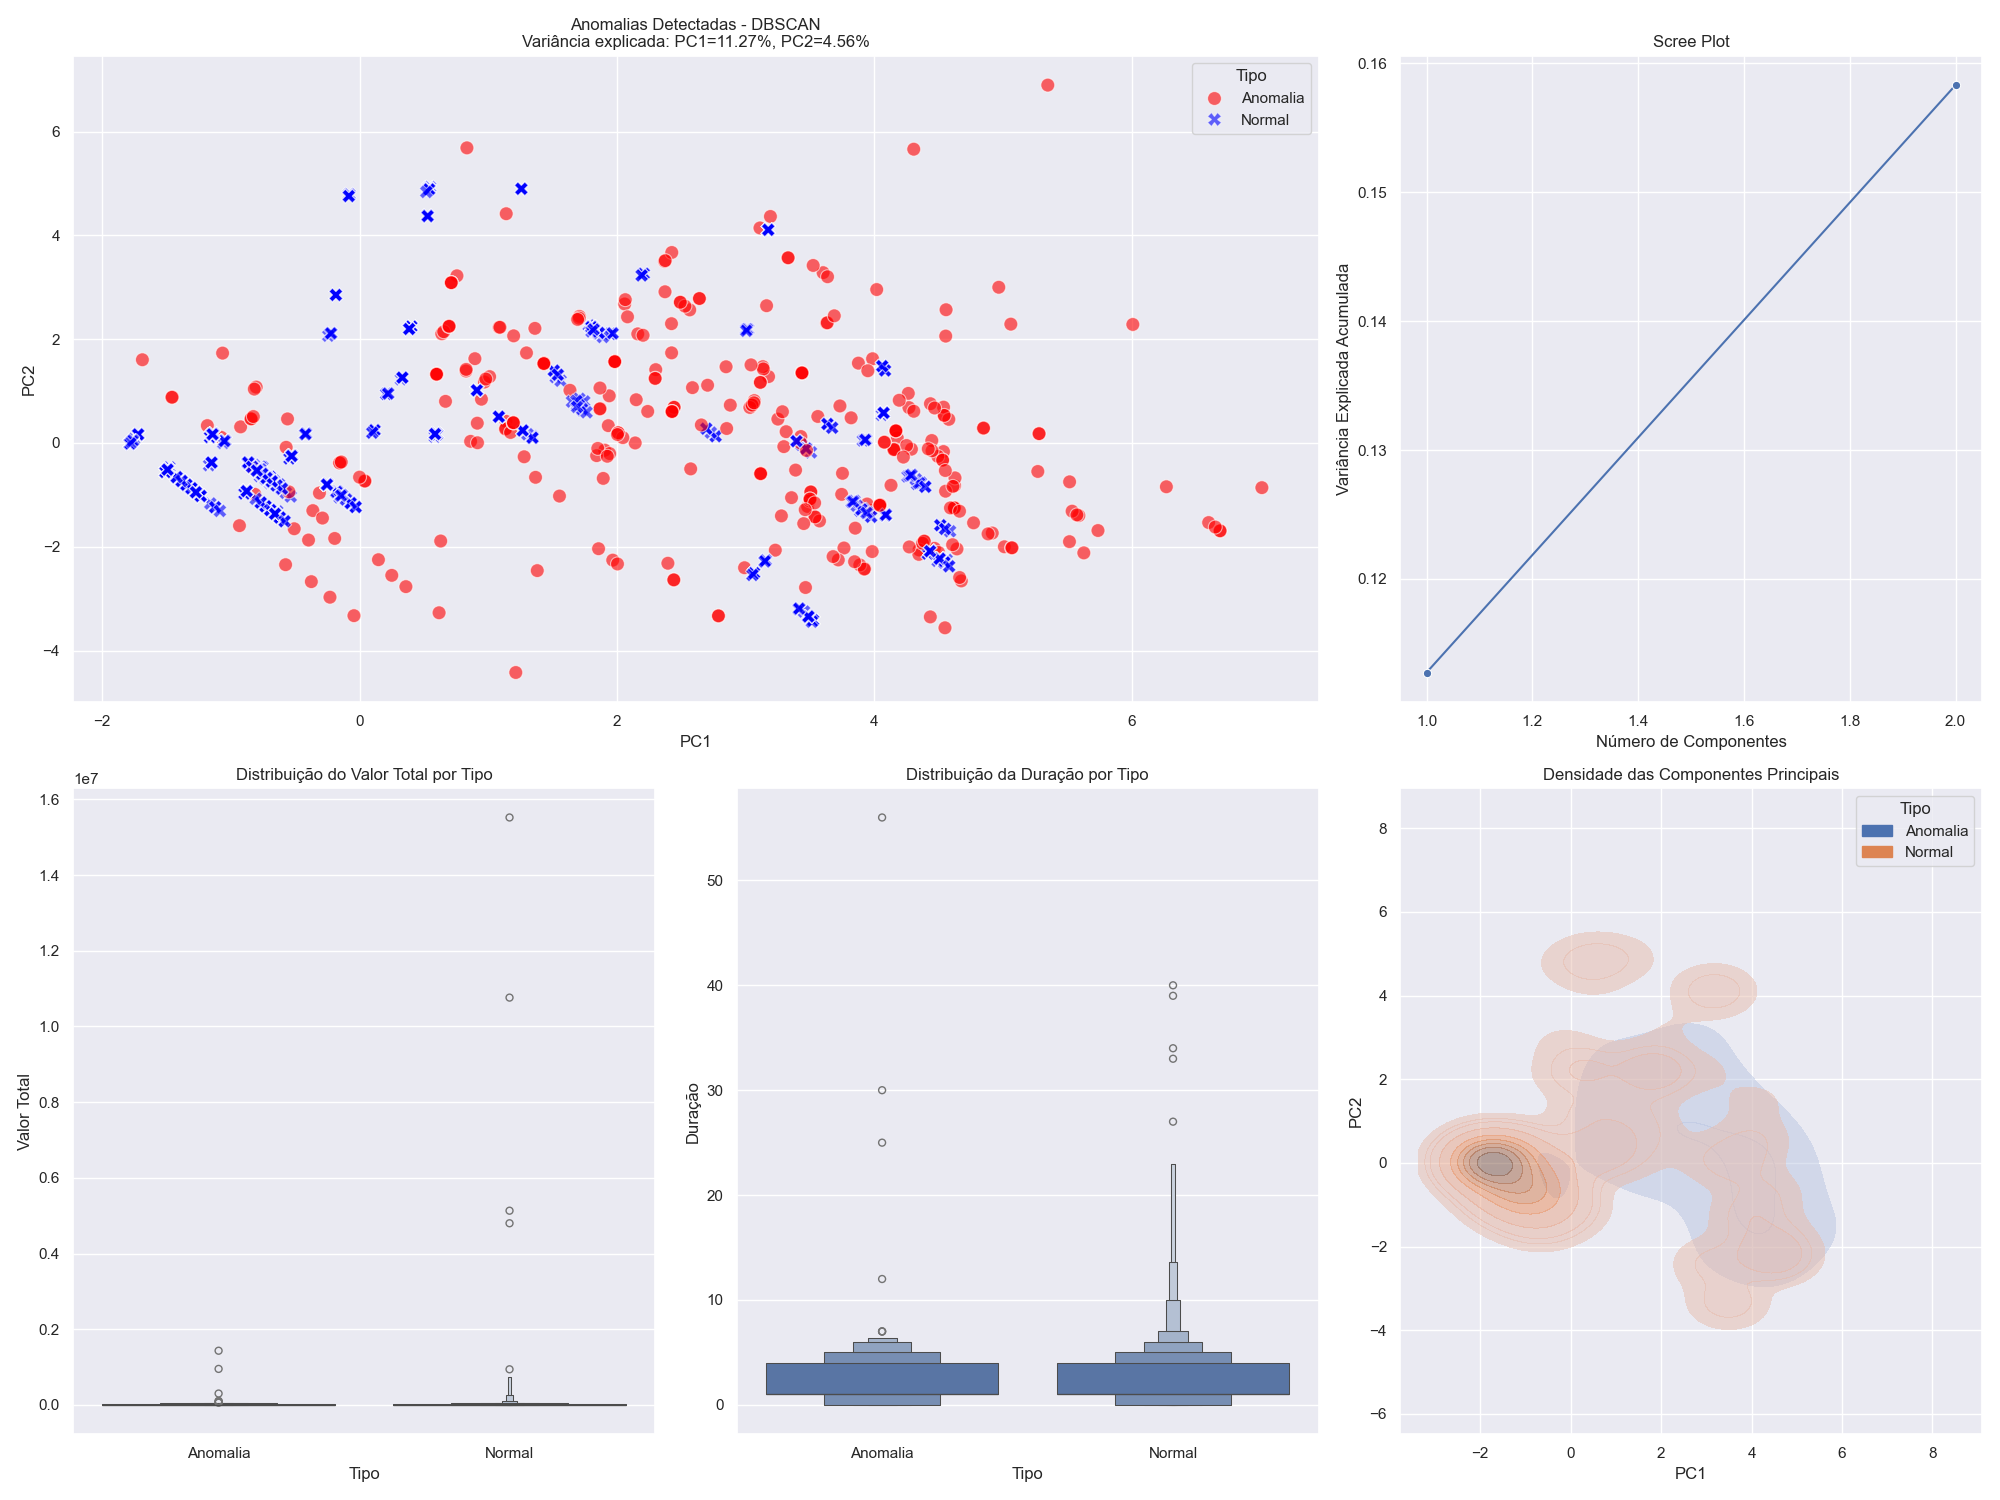 Anomalias Detectadas - DBSCAN
Variância explicada: PC1=11.27%, PC2=4.56%
Tipo
Anomalia
Normal
6
4
2
0
−2
−4
PC2
−2
0
2
4
6
PC1
Scree Plot
0.16
0.15
0.14
0.13
0.12
Variância Explicada Acumulada
1.0
1.2
1.4
1.6
1.8
2.0
Número de Componentes
Distribuição do Valor Total por Tipo
1e7
1.6
1.4
1.2
1.0
0.8
0.6
0.4
0.2
0.0
Valor Total
Anomalia
Normal
Tipo
Distribuição da Duração por Tipo
50
40
30
20
10
0
Duração
Anomalia
Normal
Tipo
Densidade das Componentes Principais
Tipo
Anomalia
Normal
8
6
4
2
0
−2
−4
−6
PC2
−2
0
2
4
6
8
PC1